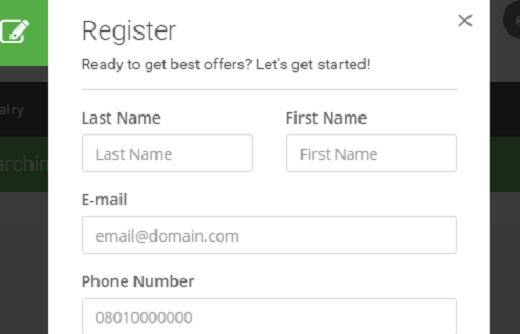 Register
Ready to get best offers? Let's get started!
Last Name First Name
Last Name First Name
E-mail
email@domain.com
Phone Number
08010000000
airy